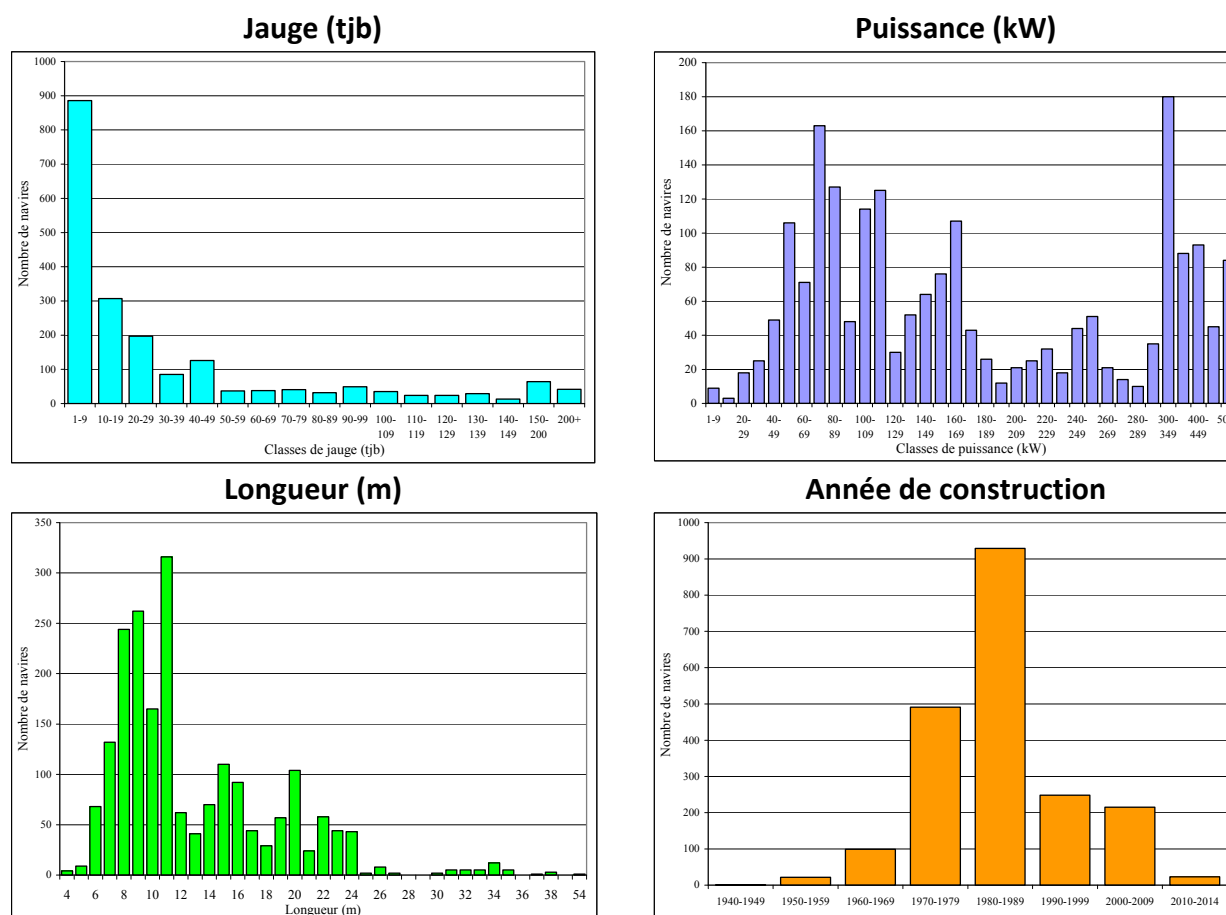 Jauge (tjb)
1000
900
800
700
600
500
400
300
200
100
0
Nombre de navires
1-9 10-19 20-29 30-39 40-49 50-59 60-69 70-79 80-89 90-99 100- 110- 120- 130- 140- 150- 200+
109 119 129 139 149 200
Classes de jauge (tjb)
Puissance (kW)
200
180
160
140
120
100
80
60
40
20
0
Nombre de navires
1-9 20- 40- 60- 80- 100- 120- 140- 160- 180- 200- 220- 240- 260- 280- 300- 400- 50
29 49 69 89 109 129 149 169 189 209 229 249 269 289 349 449
Classes de puissance (kW)
Longueur (m)
350
300
250
200
150
100
50
0
Nombre de navires
4 6 8 10 12 14 16 18 20 22 24 26 28 30 32 34 36 38 54
Longueur (m)
Année de construction
1000
900
800
700
600
500
400
300
200
100
0
Nombre de navires
1940-1949 1950-1959 1960-1969 1970-1979 1980-1989 1990-1999 2000-2009 2010-2014